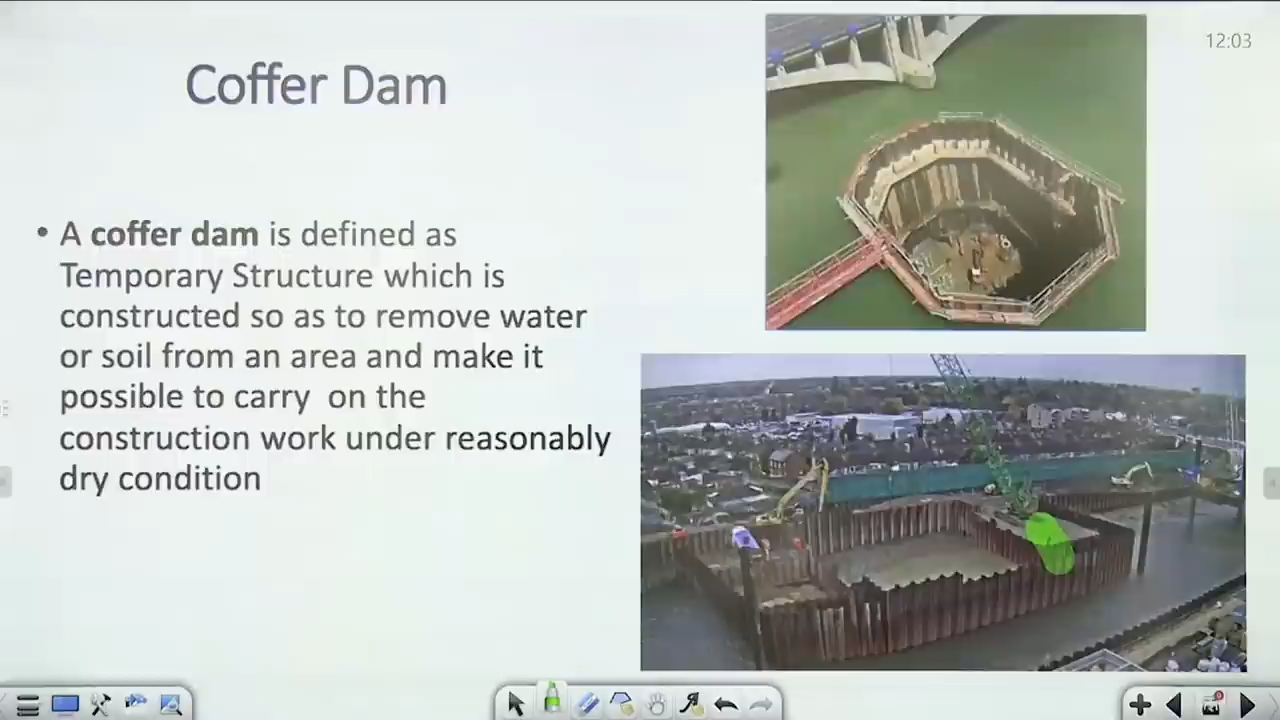 Coffer Dam
12:03
• A coffer dam is defined as
Temporary Structure which is
constructed so as to remove water
or soil from an area and make it
possible to carry on the
construction work under reasonably
dry condition